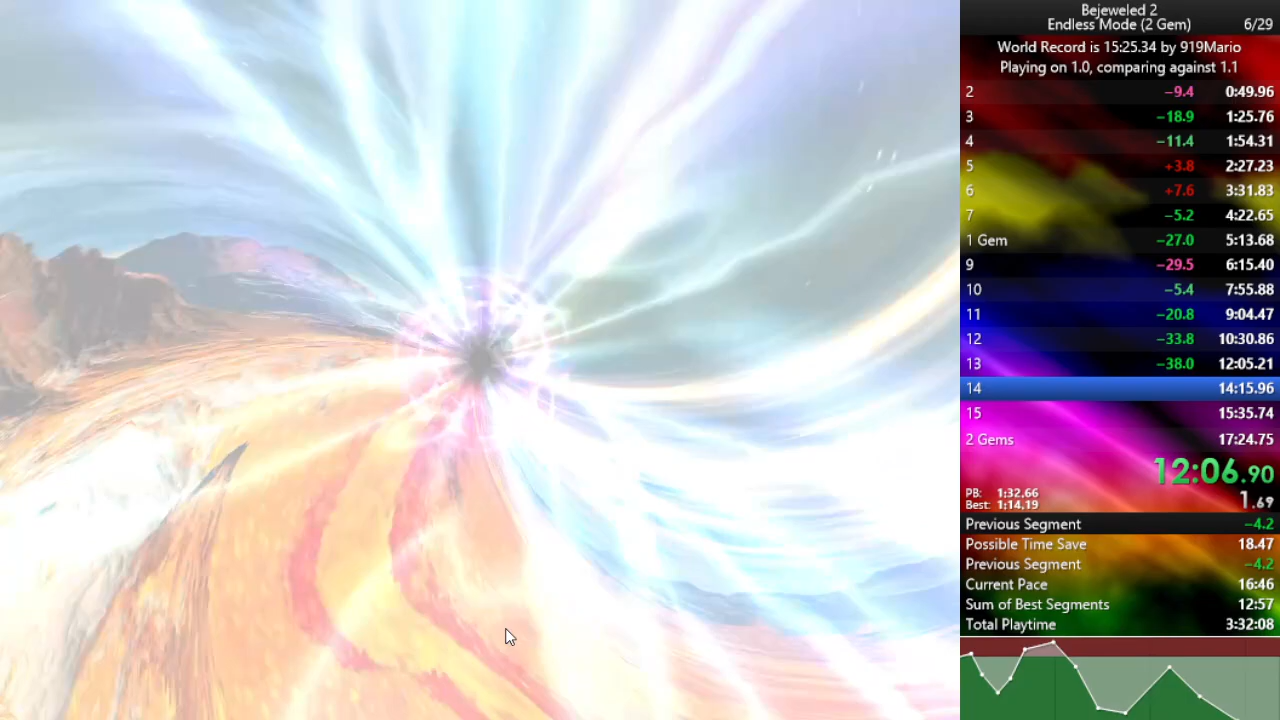 Bejeweled 2
Endless Mode (2 Gem) 6/29
World Record is 15:25.34 by 919Mario
Playing on 1.0, comparing against 1.1
2 −9.4 0:49.96
3 −18.9 1:25.76
4 −11.4 1:54.31
5 +3.8 2:27.23
6 +7.6 3:31.83
7 −5.2 4:22.65
1 Gem −27.0 5:13.68
9 −29.5 6:15.40
10 −5.4 7:55.88
11 −20.8 9:04.47
12 −33.8 10:30.86
13 −38.0 12:05.21
14 14:15.96
15 15:35.74
2 Gems 17:24.75
12:06.90
PB: 1:32.66
Best: 1:14.19 1.69
Previous Segment −4.2
Possible Time Save 18.47
Previous Segment −4.2
Current Pace 16:46
Sum of Best Segments 12:57
Total Playtime 3:32:08